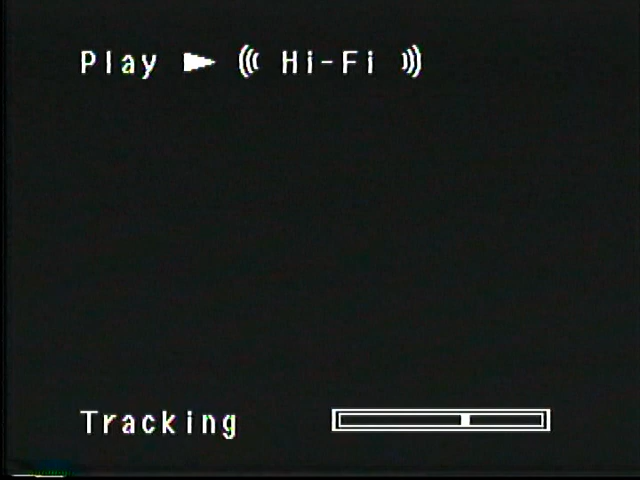 Play ► ((( Hi-Fi )))
Tracking